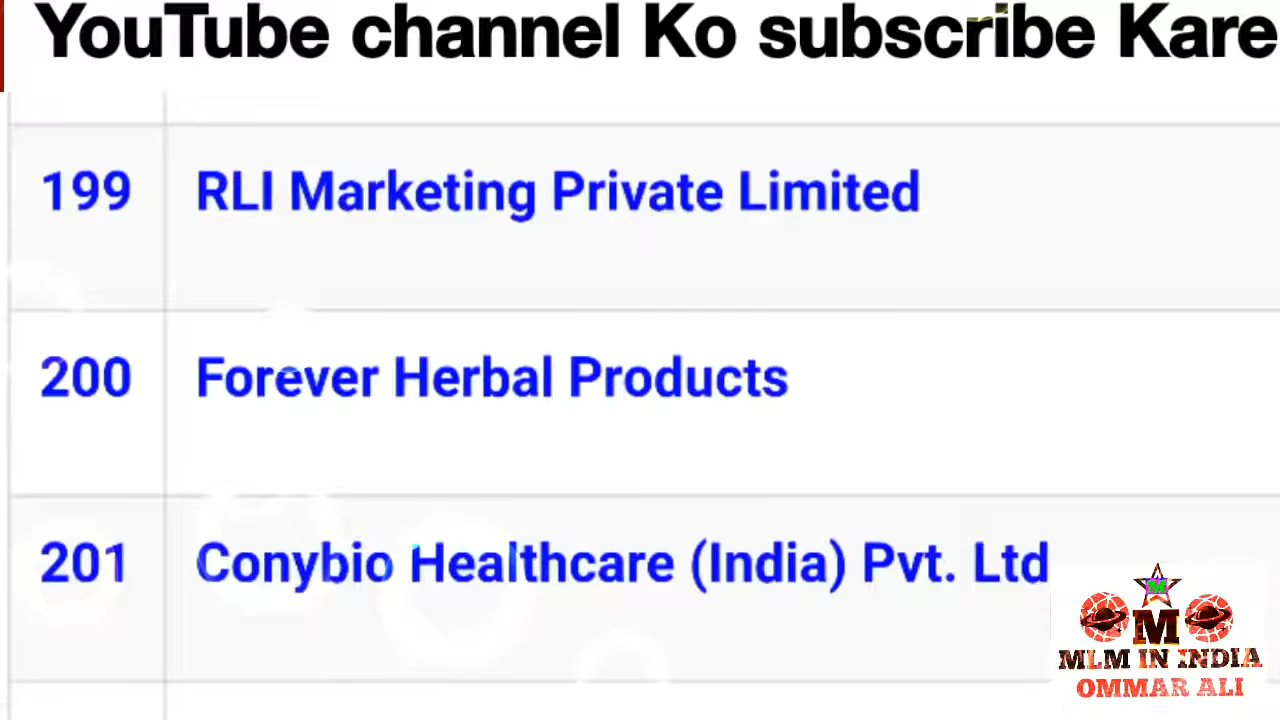 YouTube channel Ko subscribe Kare
199 RLI Marketing Private Limited
200 Forever Herbal Products
201 Conybio Healthcare (India) Pvt. Ltd
M
M
MLM IN INDIA
OMMAR ALI